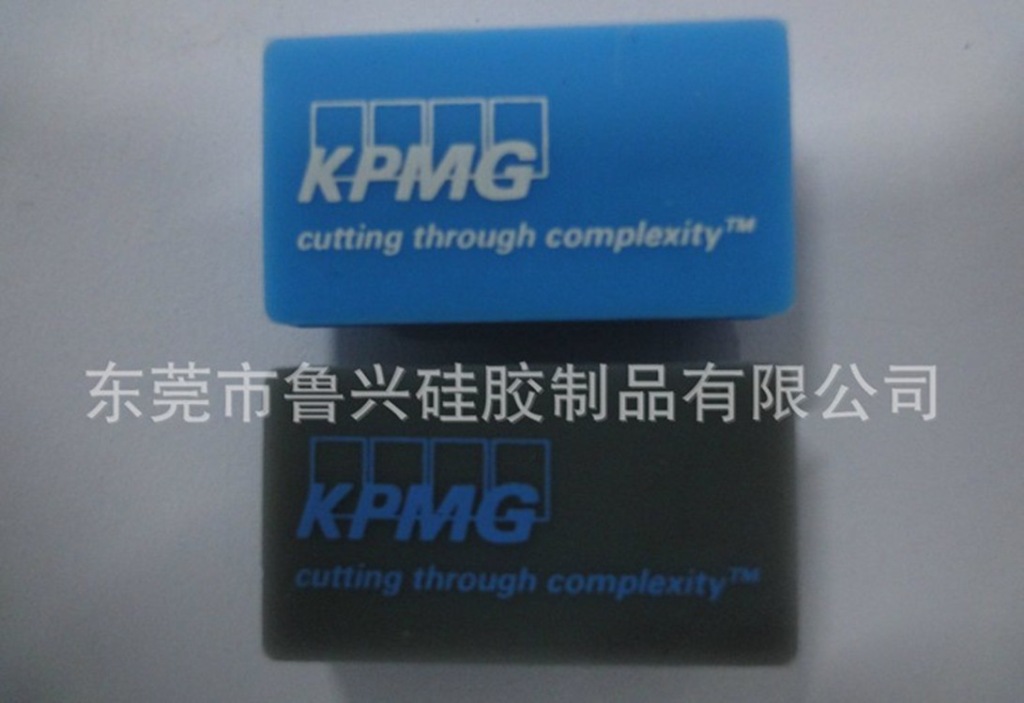 KPMG
cutting through complexity™
东莞市鲁兴硅胶制品有限公司
KPMG
cutting through complexity™